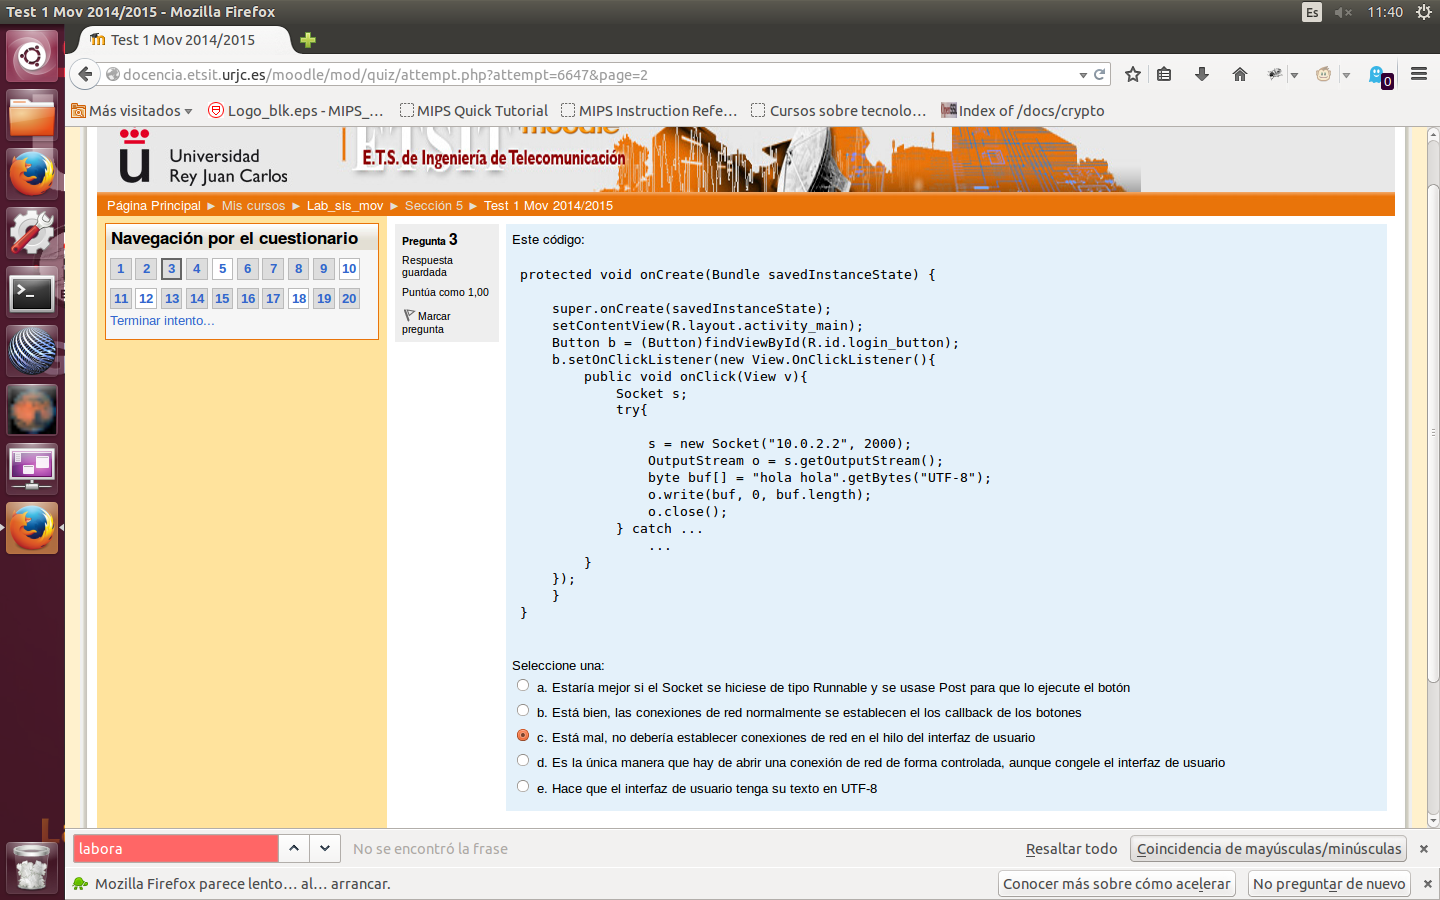 Test 1 Mov 2014/2015 - Mozilla Firefox
Es
11:40
Test 1 Mov 2014/2015
docencia.etsit.urjc.es/moodle/mod/quiz/attempt.php?attempt=6647&page=2
0
Más visitados
Logo_blk.eps - MIPS_...
MIPS Quick Tutorial
MIPS Instruction Refe...
Cursos sobre tecnolo...
Index of /docs/crypto
ü
Universidad
Rey Juan Carlos
ETSIT moodle
E.T.S. de Ingeniería de Telecomunicación
Página Principal ► Mis cursos ► Lab_sis_mov ► Sección 5 ► Test 1 Mov 2014/2015
Navegación por el cuestionario
1 2 3 4 5 6 7 8 9 10
11 12 13 14 15 16 17 18 19 20
Terminar intento...
Pregunta 3
Respuesta
guardada
Puntúa como 1,00
Marcar
pregunta
Este código:
protected void onCreate(Bundle savedInstanceState) {
super.onCreate(savedInstanceState);
setContentView(R.layout.activity_main);
Button b = (Button)findViewById(R.id.login_button);
b.setOnClickListener(new View.OnClickListener(){
public void onClick(View v){
Socket s;
try{
s = new Socket("10.0.2.2", 2000);
OutputStream o = s.getOutputStream();
byte buf[] = "hola hola".getBytes("UTF-8");
o.write(buf, 0, buf.length);
o.close();
} catch ...
...
}
});
}
}
Seleccione una:
a. Estaría mejor si el Socket se hiciese de tipo Runnable y se usase Post para que lo ejecute el botón
b. Está bien, las conexiones de red normalmente se establecen el los callback de los botones
c. Está mal, no debería establecer conexiones de red en el hilo del interfaz de usuario
d. Es la única manera que hay de abrir una conexión de red de forma controlada, aunque congele el interfaz de usuario
e. Hace que el interfaz de usuario tenga su texto en UTF-8
labora
No se encontró la frase
Resaltar todo
Coincidencia de mayúsculas/minúsculas
Mozilla Firefox parece lento... al... arrancar.
Conocer más sobre cómo acelerar
No preguntar de nuevo